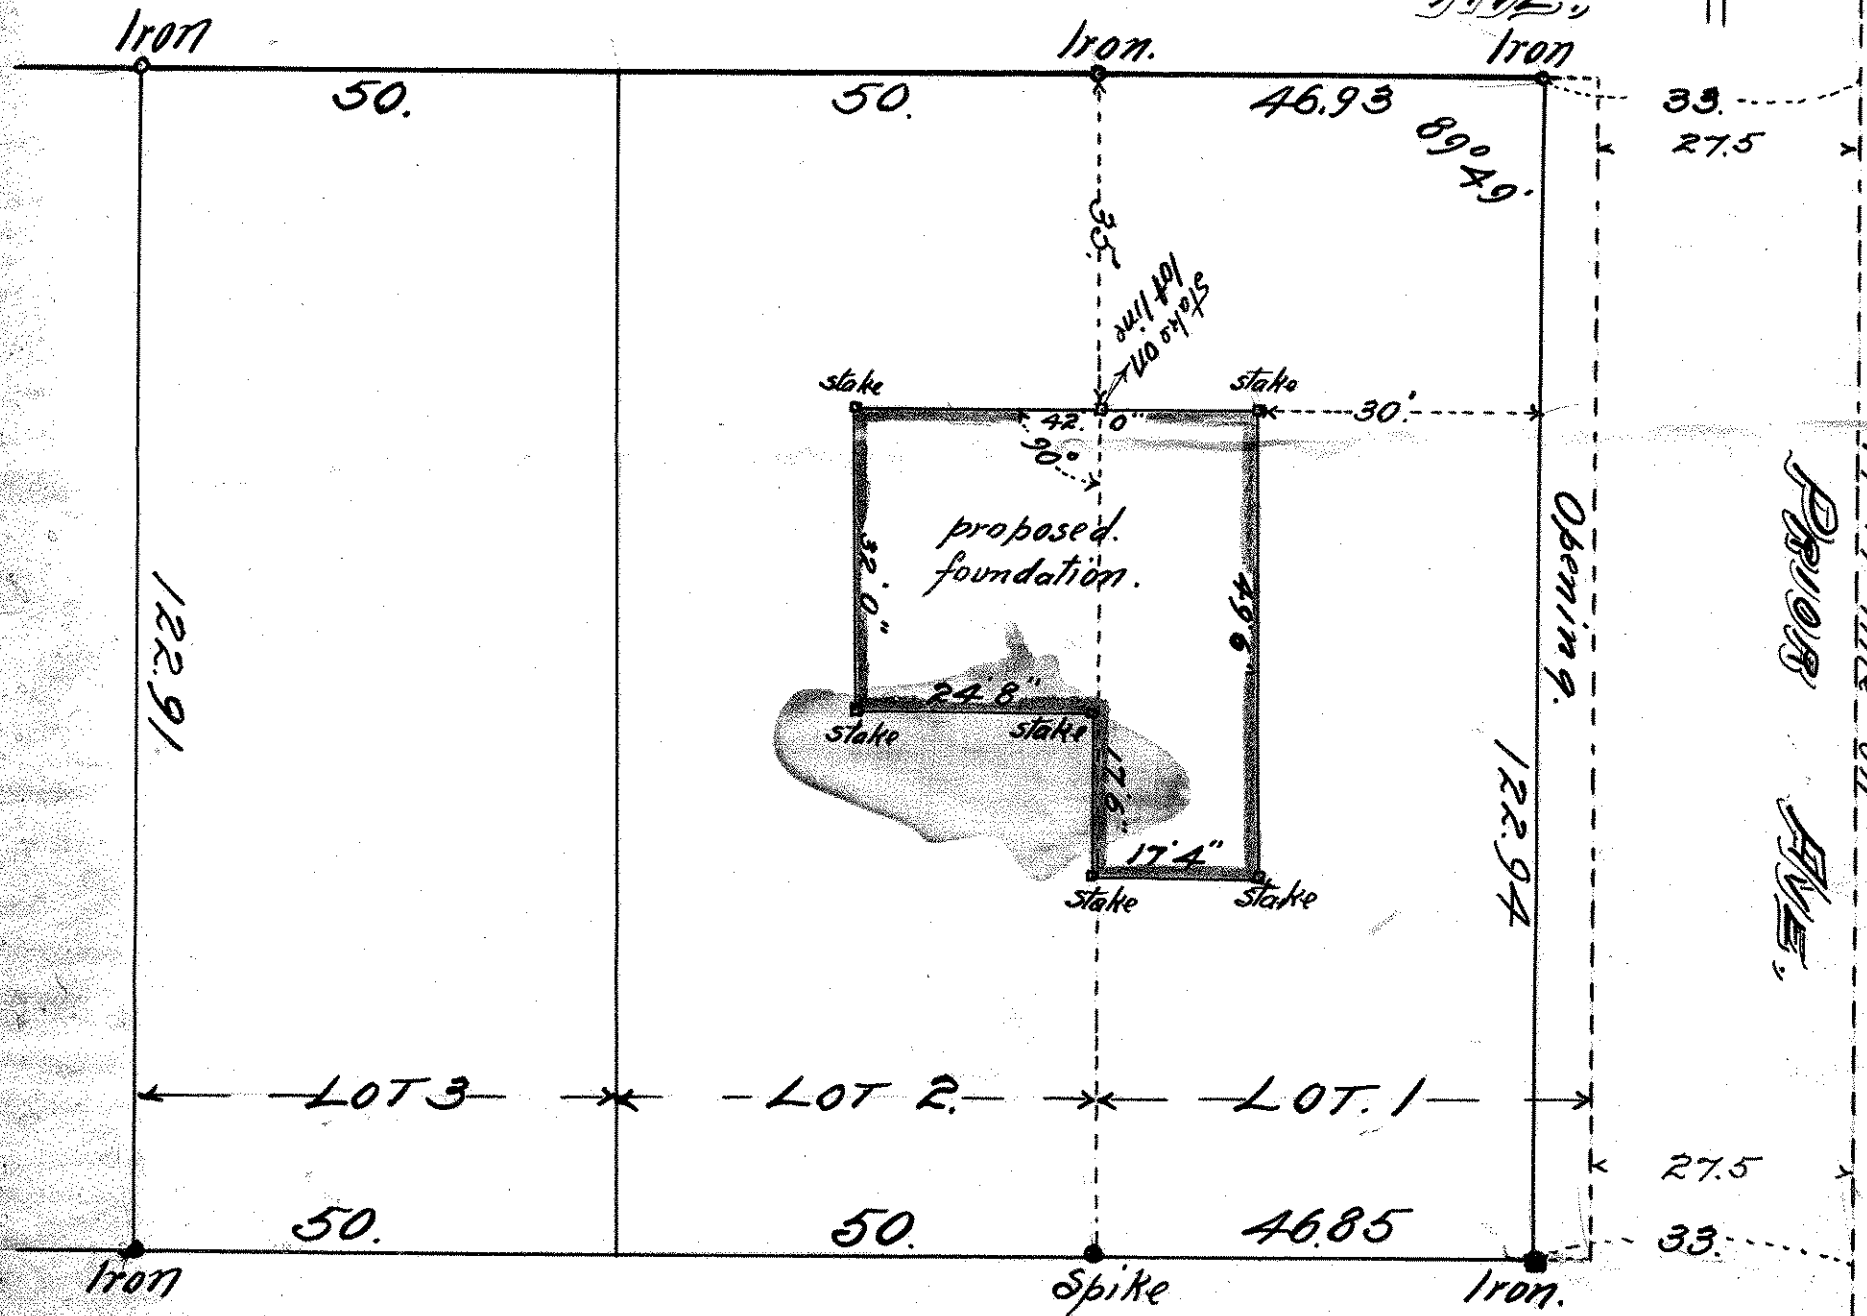 AVE.,
Iron
Iron.
Iron
50.
50.
46.93
33.
27.5
89°49'
35.
stake on
lot line
stake
stake
42' 0"
30'.
90°
proposed.
foundation.
32' 0"
49'6"
Opening.
PRIOR AVE.,
122.91
24'8"
stake
stake
17'6"
17'4"
stake
stake
122.94
LOT 3
LOT 2.
LOT. 1
27.5
50.
50.
46.85
33.
Iron
Spike
Iron.